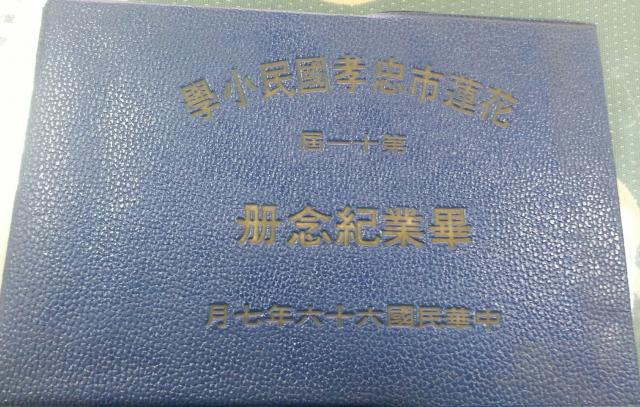 花蓮市忠孝國民小學
第十一屆
畢業紀念册
中華民國六十六年七月